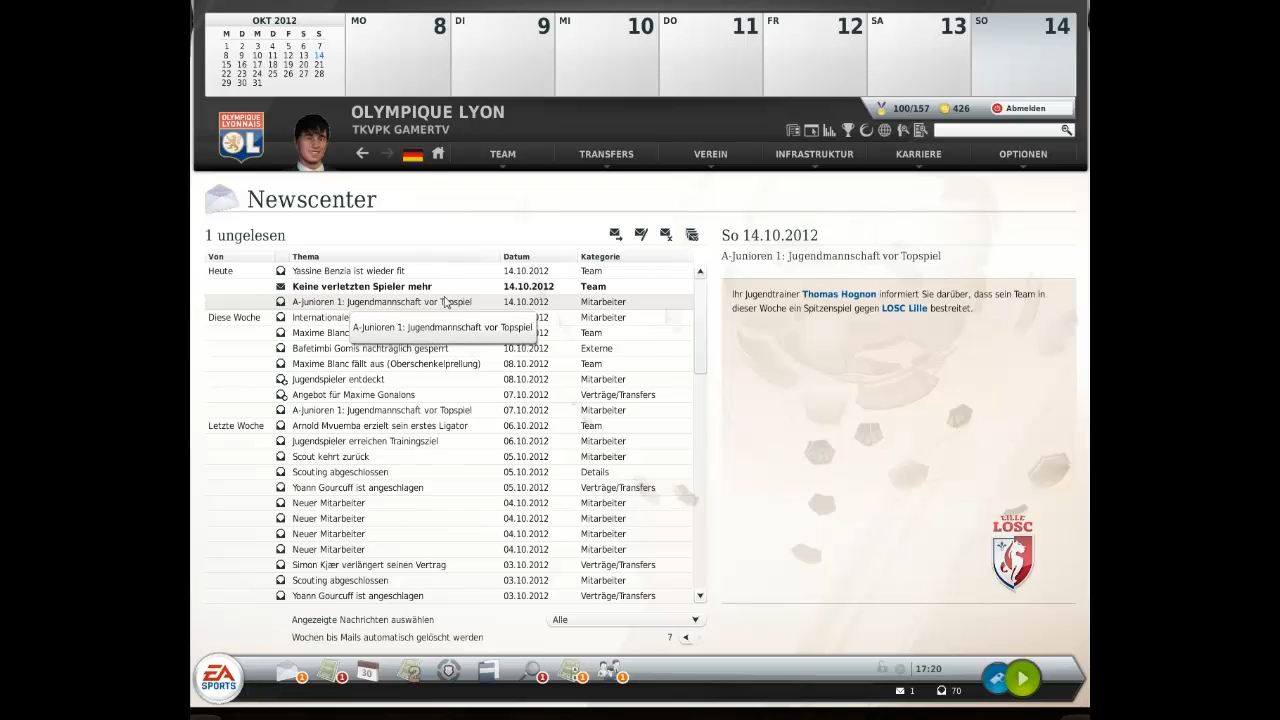 OKT 2012
M D M D F S S
1 2 3 4 5 6 7
8 9 10 11 12 13 14
15 16 17 18 19 20 21
22 23 24 25 26 27 28
29 30 31
MO 8
DI 9
MI 10
DO 11
FR 12
SA 13
SO 14
OLYMPIQUE LYON
TKVPK GAMERTV
100/157 426 Abmelden
OLYMPIQUE LYONNAIS
OL
TEAM TRANSFERS VEREIN INFRASTRUKTUR KARRIERE OPTIONEN
Newscenter
1 ungelesen
Von Thema Datum Kategorie
Heute Yassine Benzia ist wieder fit 14.10.2012 Team
Keine verletzten Spieler mehr 14.10.2012 Team
A-Junioren 1: Jugendmannschaft vor Topspiel 14.10.2012 Mitarbeiter
Diese Woche Internationale 012 Mitarbeiter
A-Junioren 1: Jugendmannschaft vor Topspiel
Maxime Blanc 012 Team
Bafetimbi Gomis nachträglich gesperrt 10.10.2012 Externe
Maxime Blanc fällt aus (Oberschenkelprellung) 08.10.2012 Team
Jugendspieler entdeckt 08.10.2012 Mitarbeiter
Angebot für Maxime Gonalons 07.10.2012 Verträge/Transfers
A-Junioren 1: Jugendmannschaft vor Topspiel 07.10.2012 Mitarbeiter
Letzte Woche Arnold Mvuemba erzielt sein erstes Ligator 06.10.2012 Team
Jugendspieler erreichen Trainingsziel 06.10.2012 Mitarbeiter
Scout kehrt zurück 05.10.2012 Mitarbeiter
Scouting abgeschlossen 05.10.2012 Details
Yoann Gourcuff ist angeschlagen 05.10.2012 Verträge/Transfers
Neuer Mitarbeiter 04.10.2012 Mitarbeiter
Neuer Mitarbeiter 04.10.2012 Mitarbeiter
Neuer Mitarbeiter 04.10.2012 Mitarbeiter
Neuer Mitarbeiter 04.10.2012 Mitarbeiter
Simon Kjær verlängert seinen Vertrag 03.10.2012 Verträge/Transfers
Scouting abgeschlossen 03.10.2012 Mitarbeiter
Yoann Gourcuff ist angeschlagen 03.10.2012 Verträge/Transfers
Angezeigte Nachrichten auswählen Alle
Wochen bis Mails automatisch gelöscht werden 7
So 14.10.2012
A-Junioren 1: Jugendmannschaft vor Topspiel
Ihr Jugendtrainer Thomas Hognon informiert Sie darüber, dass sein Team in
dieser Woche ein Spitzenspiel gegen LOSC Lille bestreitet.
LILLE
LOSC
EA
SPORTS
1 1 30 1 1 1
17:20
1 70